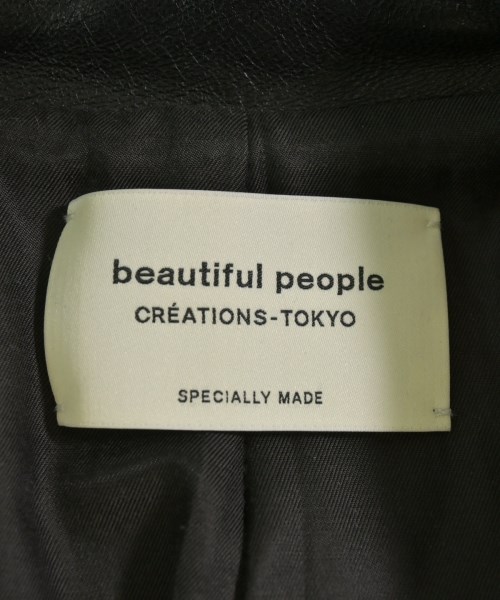 beautiful people
CRÉATIONS-TOKYO
SPECIALLY MADE